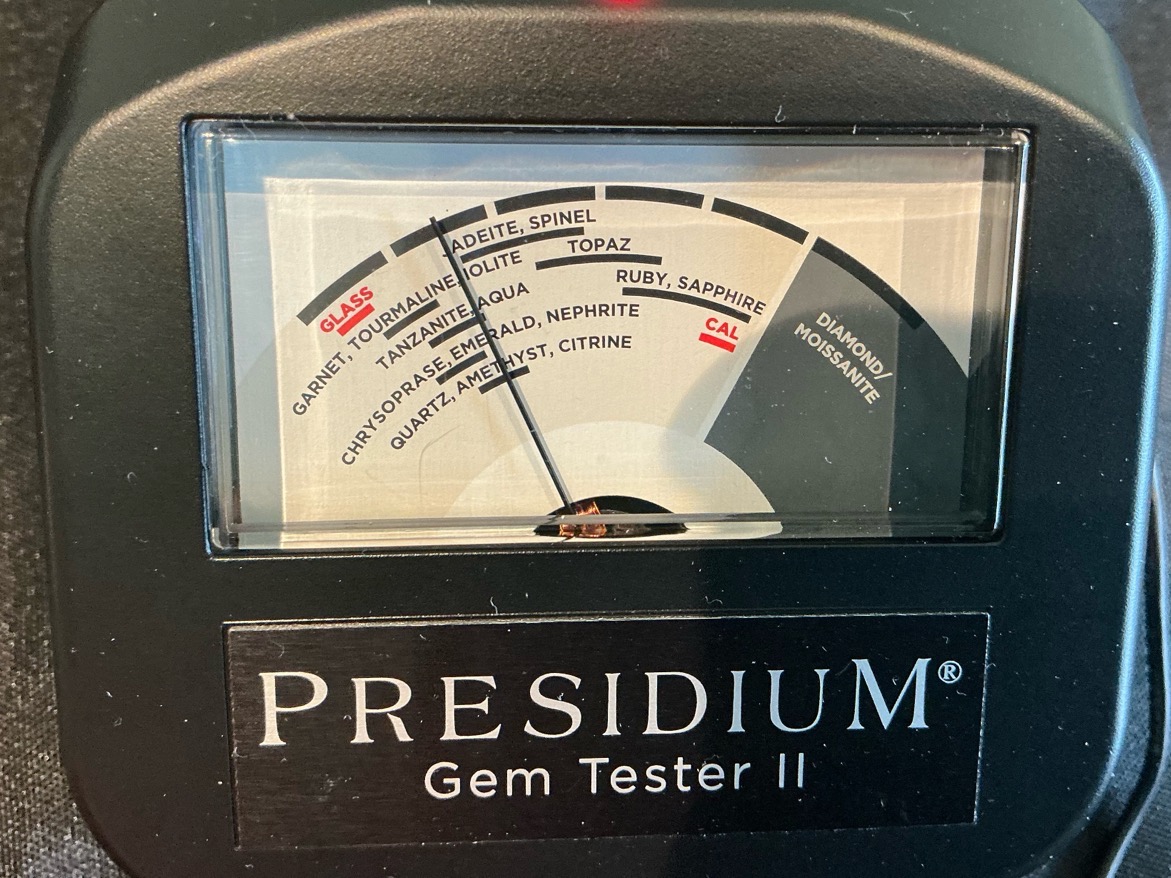 JADEITE, SPINEL
TOPAZ
RUBY, SAPPHIRE
CAL
GLASS
GARNET, TOURMALINE, IOLITE
TANZANITE, AQUA
CHRYSOPRASE, EMERALD, NEPHRITE
QUARTZ, AMETHYST, CITRINE
DIAMOND/
MOISSANITE
PRESIDIUM®
Gem Tester II